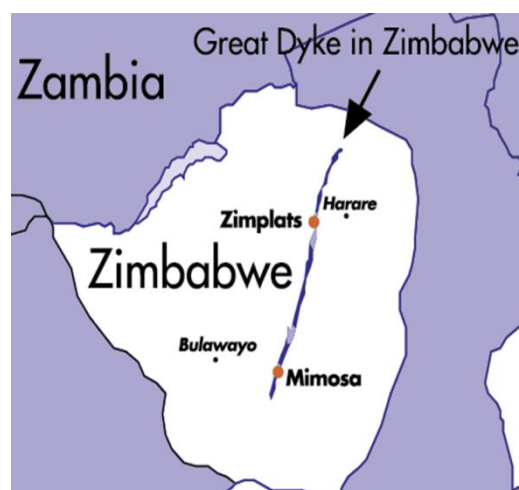 Great Dyke in Zimbabwe
Zambia
Harare
Zimplats
Zimbabwe
Bulawayo
Mimosa